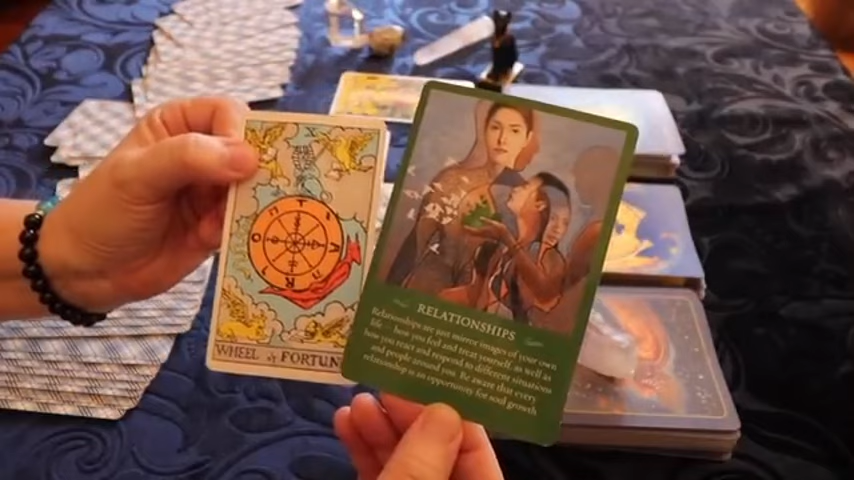 X
WHEEL of FORTUNE
RELATIONSHIPS
Relationships are just mirror images of your own
life – how you feel and treat yourself, as well as
how you react and respond to different situations
and people around you. Be aware that every
relationship is an opportunity for soul growth